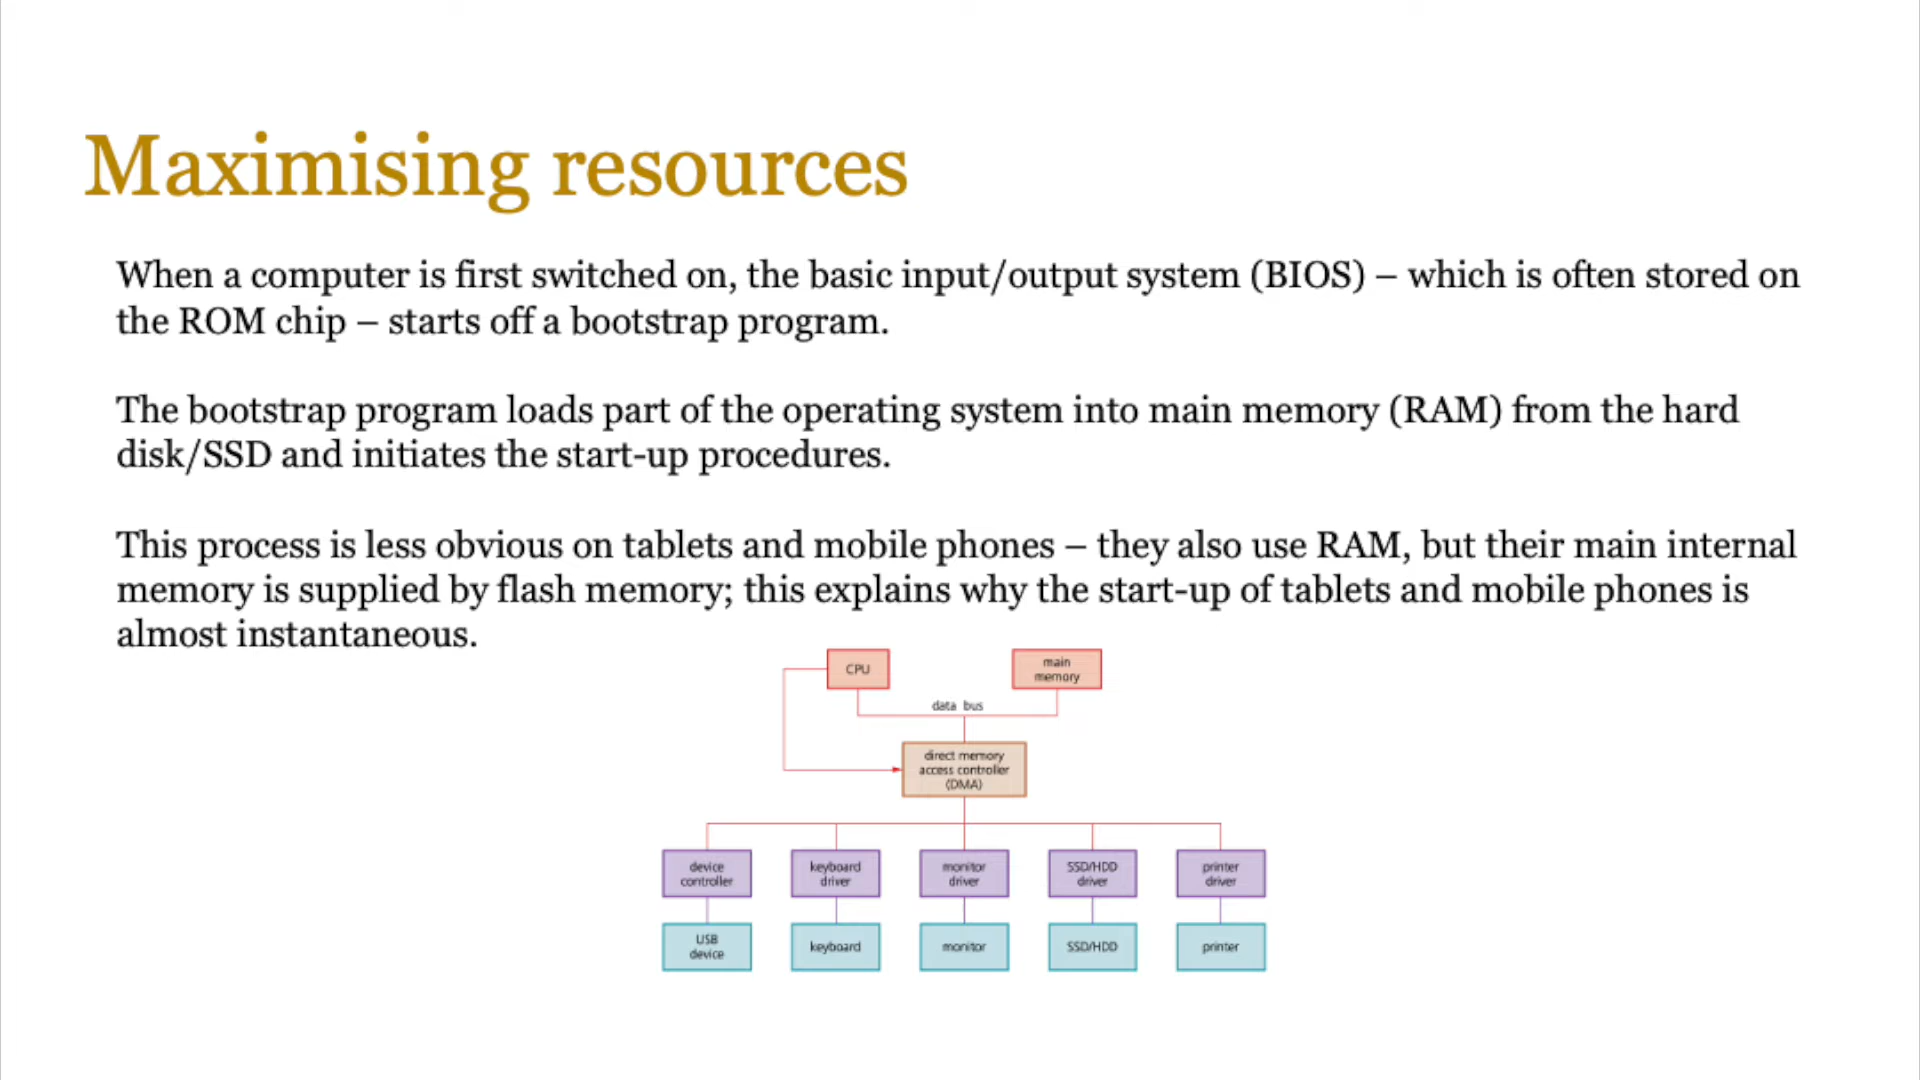 Maximising resources
When a computer is first switched on, the basic input/output system (BIOS) – which is often stored on
the ROM chip – starts off a bootstrap program.
The bootstrap program loads part of the operating system into main memory (RAM) from the hard
disk/SSD and initiates the start-up procedures.
This process is less obvious on tablets and mobile phones – they also use RAM, but their main internal
memory is supplied by flash memory; this explains why the start-up of tablets and mobile phones is
almost instantaneous.
CPU
main
memory
data bus
direct memory
access controller
(DMA)
device
controller
keyboard
driver
monitor
driver
SSD/HDD
driver
printer
driver
USB
device
keyboard
monitor
SSD/HDD
printer